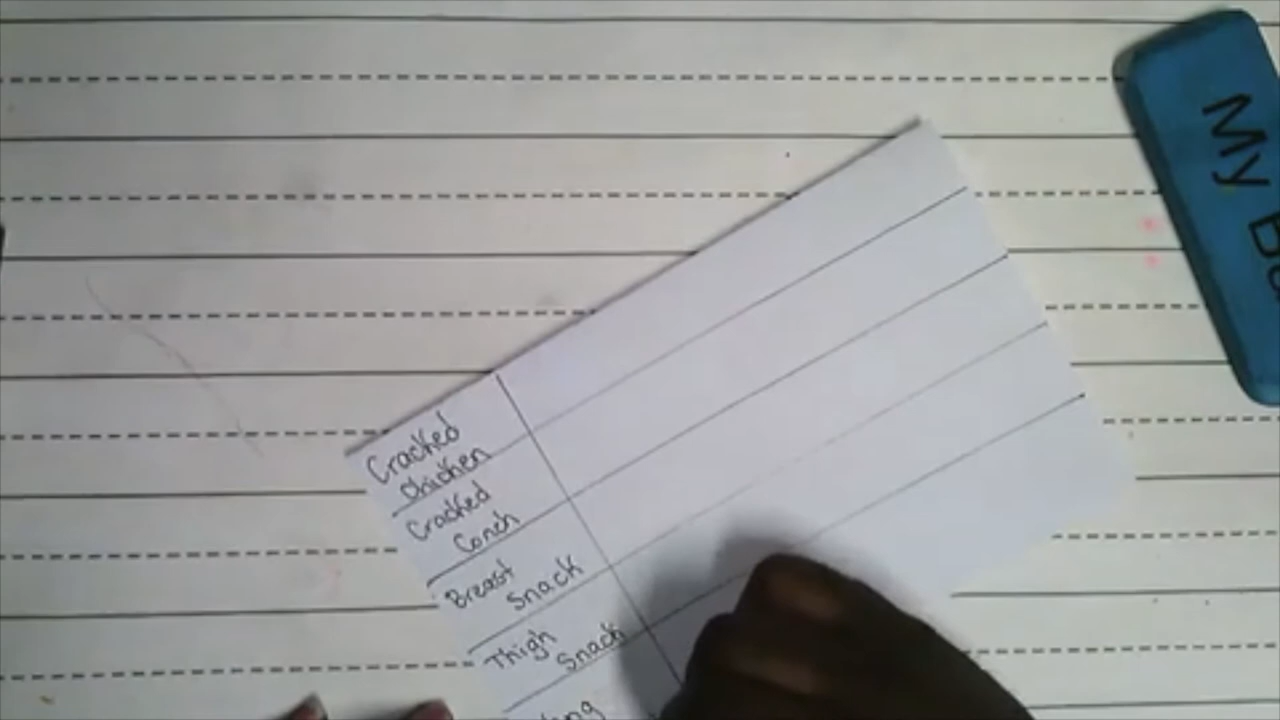 Cracked
Chicken
Cracked
Conch
Breast
Snack
Thigh
Snack
My